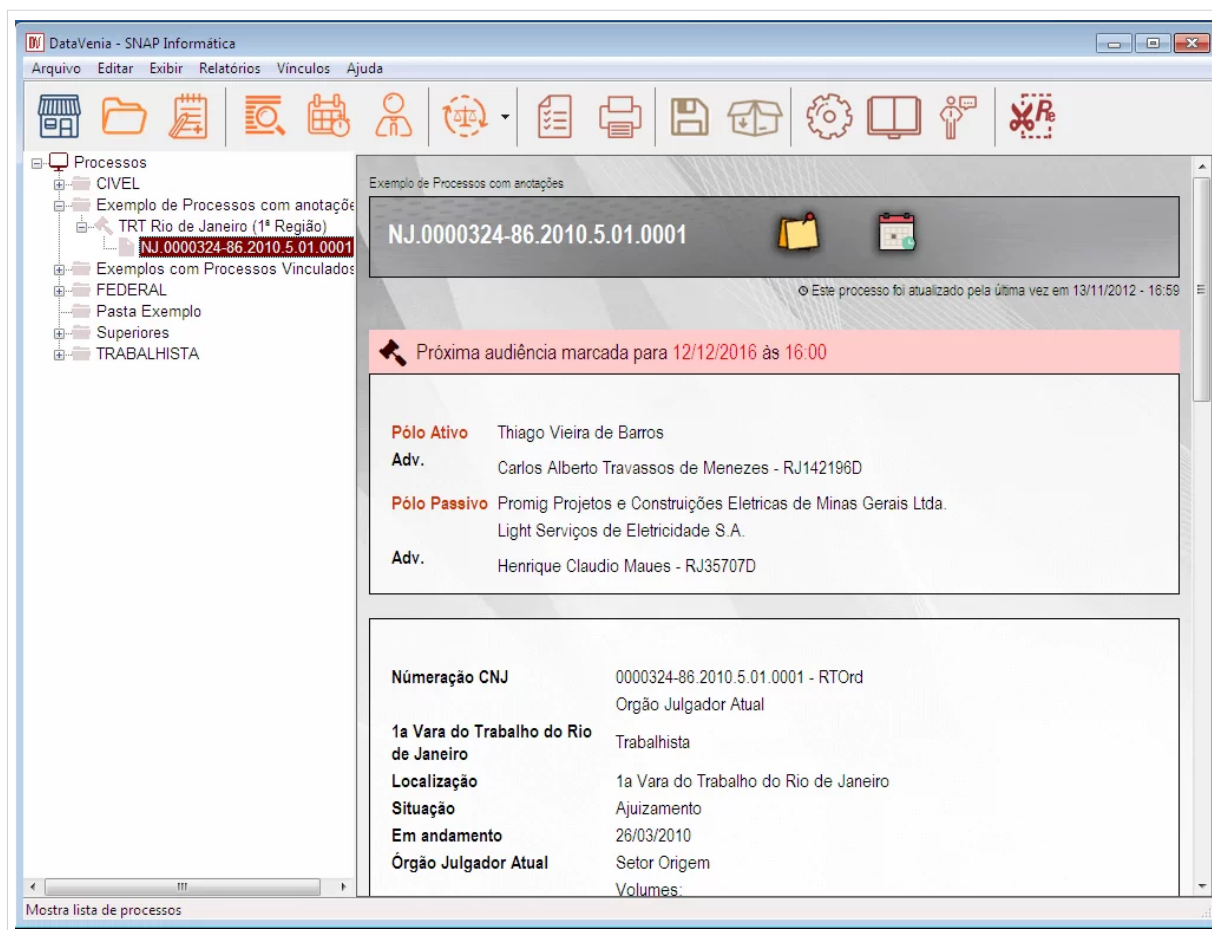 DV DataVenia - SNAP Informática
Arquivo Editar Exibir Relatórios Vínculos Ajuda
Re
Processos
CIVEL
Exemplo de Processos com anotaçõe
TRT Rio de Janeiro (1ª Região)
NJ.0000324-86.2010.5.01.0001
Exemplos com Processos Vinculados
FEDERAL
Pasta Exemplo
Superiores
TRABALHISTA
Exemplo de Processos com anotações
NJ.0000324-86.2010.5.01.0001
Este processo foi atualizado pela última vez em 13/11/2012 - 16:59
Próxima audiência marcada para 12/12/2016 às 16:00
Pólo Ativo Thiago Vieira de Barros
Adv. Carlos Alberto Travassos de Menezes - RJ142196D
Pólo Passivo Promig Projetos e Construições Eletricas de Minas Gerais Ltda.
Light Serviços de Eletricidade S.A.
Adv. Henrique Claudio Maues - RJ35707D
Númeração CNJ 0000324-86.2010.5.01.0001 - RTOrd
Orgão Julgador Atual
1a Vara do Trabalho do Rio
de Janeiro Trabalhista
Localização 1a Vara do Trabalho do Rio de Janeiro
Situação Ajuizamento
Em andamento 26/03/2010
Órgão Julgador Atual Setor Origem
Volumes:
Mostra lista de processos